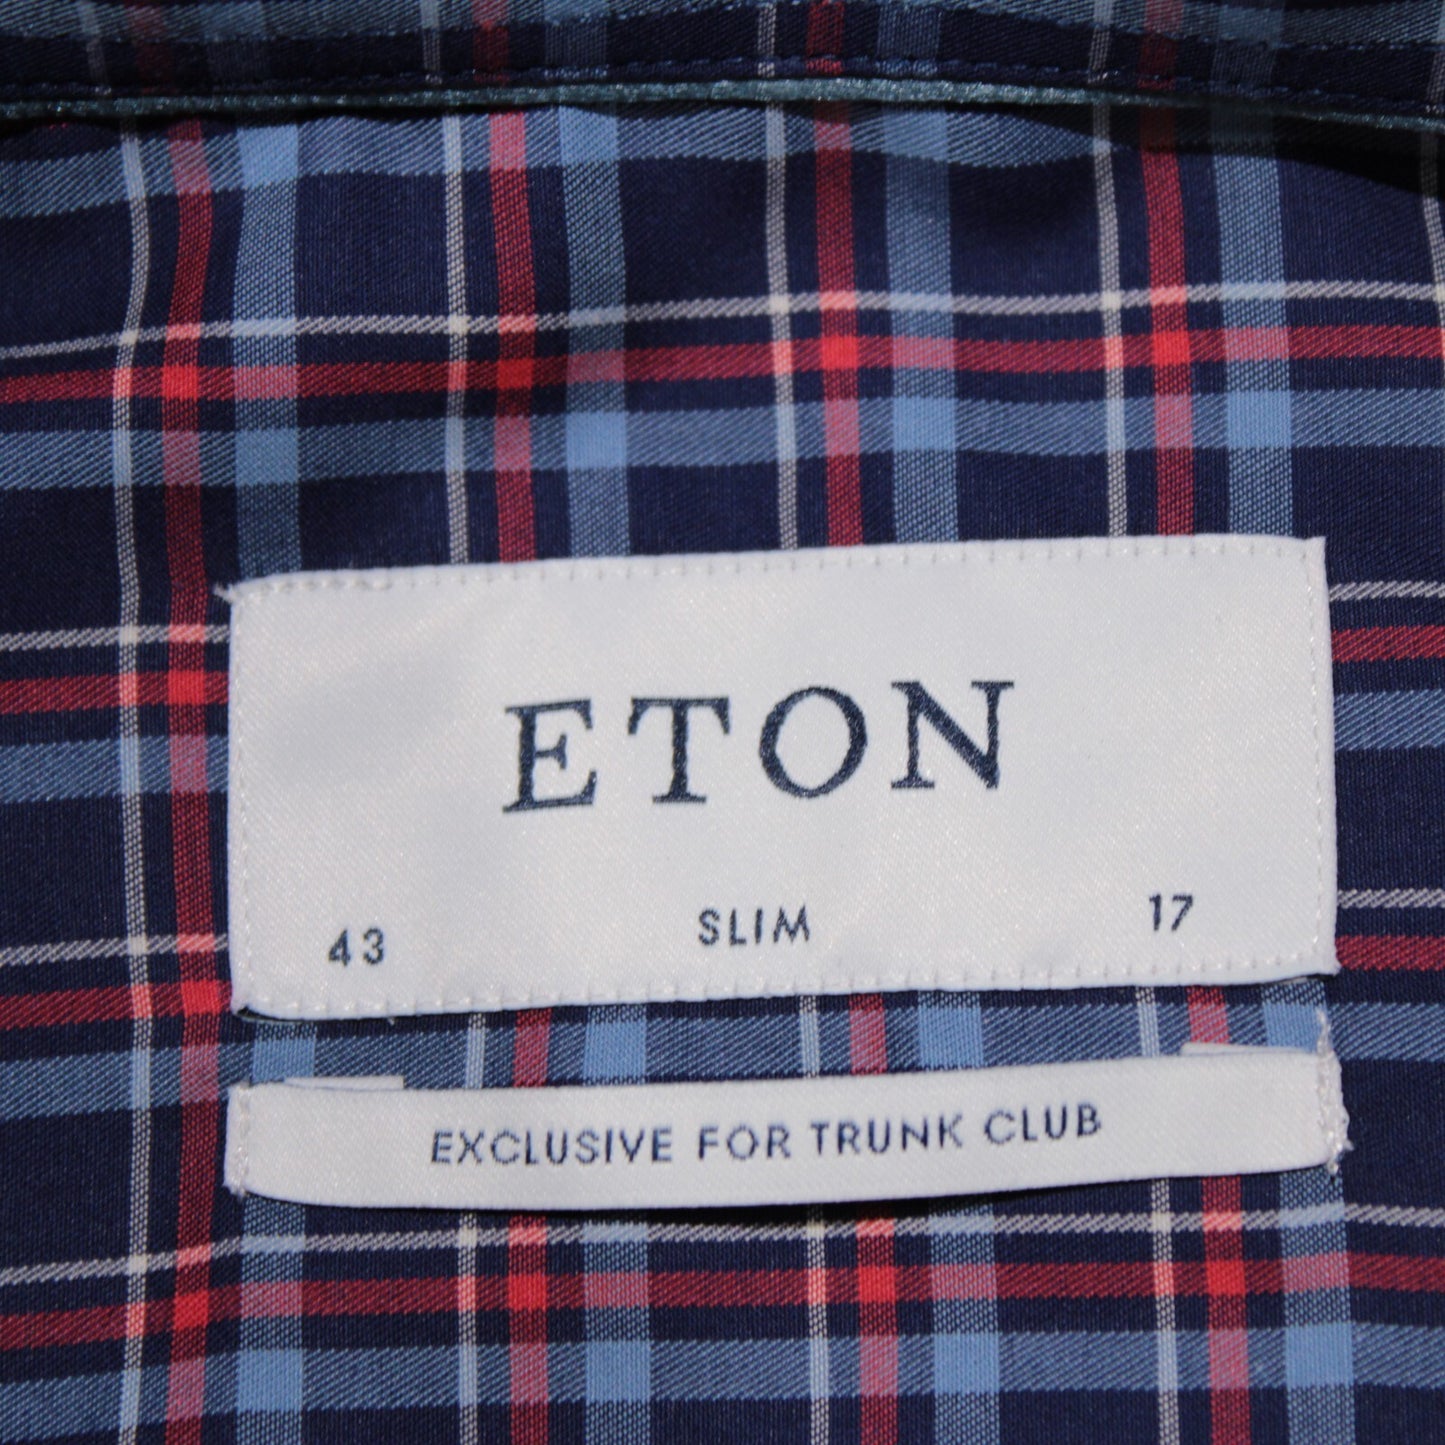 ETON
43 SLIM 17
EXCLUSIVE FOR TRUNK CLUB